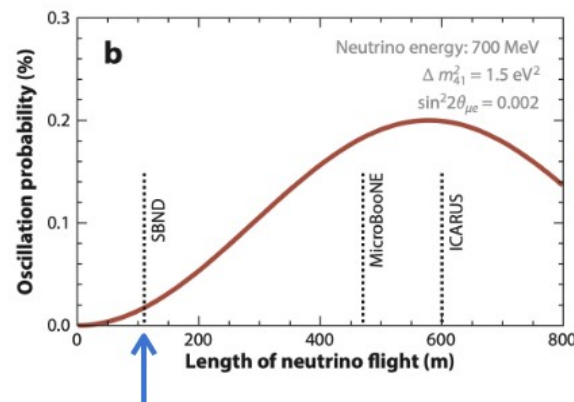 b
Neutrino energy: 700 MeV
Δ m²₄₁ = 1.5 eV²
sin²2θμe = 0.002
Oscillation probability (%)
0.3
0.2
0.1
0.0
SBND
MicroBooNE
ICARUS
0 200 400 600 800
Length of neutrino flight (m)